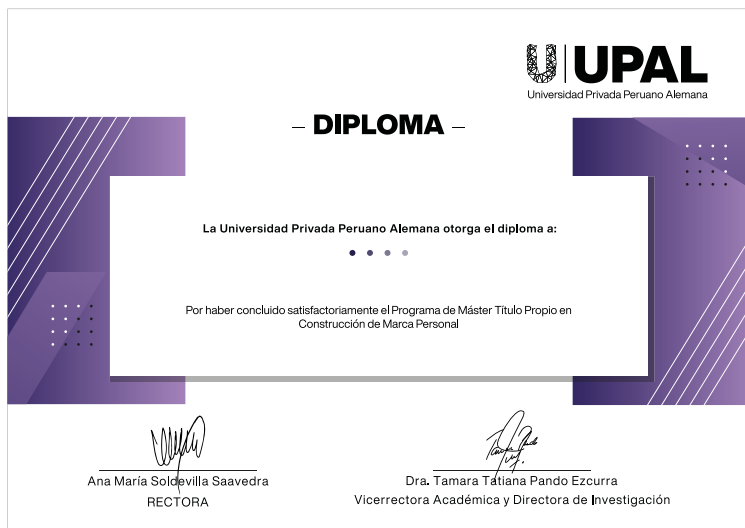 UPAL
Universidad Privada Peruano Alemana
– DIPLOMA –
La Universidad Privada Peruano Alemana otorga el diploma a:
Por haber concluido satisfactoriamente el Programa de Máster Título Propio en
Construcción de Marca Personal
Ana María Soldevilla Saavedra
RECTORA
Dra. Tamara Tatiana Pando Ezcurra
Vicerrectora Académica y Directora de Investigación